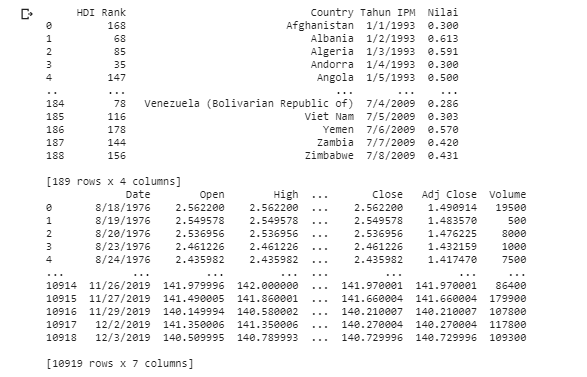 HDI Rank Country Tahun IPM Nilai
0 168 Afghanistan 1/1/1993 0.300
1 68 Albania 1/2/1993 0.613
2 85 Algeria 1/3/1993 0.591
3 35 Andorra 1/4/1993 0.300
4 147 Angola 1/5/1993 0.500
.. ... ... ... ...
184 78 Venezuela (Bolivarian Republic of) 7/4/2009 0.286
185 116 Viet Nam 7/5/2009 0.303
186 178 Yemen 7/6/2009 0.570
187 144 Zambia 7/7/2009 0.420
188 156 Zimbabwe 7/8/2009 0.431
[189 rows x 4 columns]
Date Open High ... Close Adj Close Volume
0 8/18/1976 2.562200 2.562200 ... 2.562200 1.490914 19500
1 8/19/1976 2.549578 2.549578 ... 2.549578 1.483570 500
2 8/20/1976 2.536956 2.536956 ... 2.536956 1.476225 8000
3 8/23/1976 2.461226 2.461226 ... 2.461226 1.432159 1000
4 8/24/1976 2.435982 2.435982 ... 2.435982 1.417470 7500
... ... ... ... ... ... ... ...
10914 11/26/2019 141.979996 142.000000 ... 141.970001 141.970001 86400
10915 11/27/2019 141.490005 141.860001 ... 141.660004 141.660004 179900
10916 11/29/2019 140.149994 140.580002 ... 140.210007 140.210007 107800
10917 12/2/2019 141.350006 141.350006 ... 140.270004 140.270004 117800
10918 12/3/2019 140.509995 140.789993 ... 140.729996 140.729996 109300
[10919 rows x 7 columns]